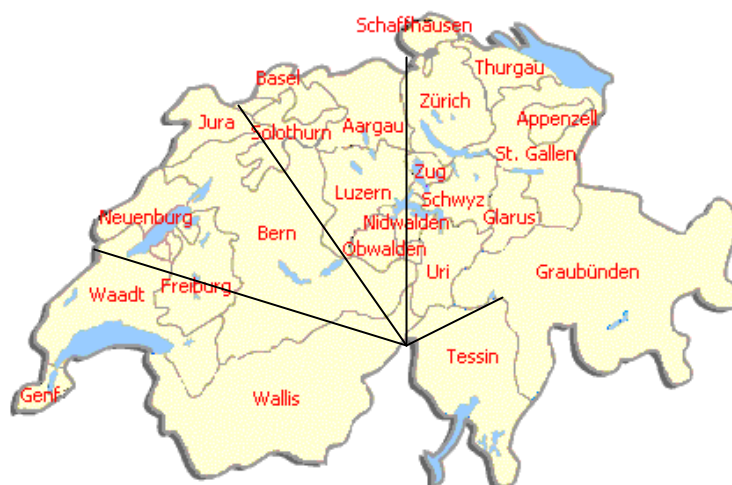 Schaffhausen
Basel
Thurgau
Zürich
Jura
Solothurn
Aargau
Appenzell
St. Gallen
Zug
Luzern
Schwyz
Neuenburg
Nidwalden
Glarus
Bern
Obwalden
Uri
Graubünden
Waadt
Freiburg
Tessin
Genf
Wallis